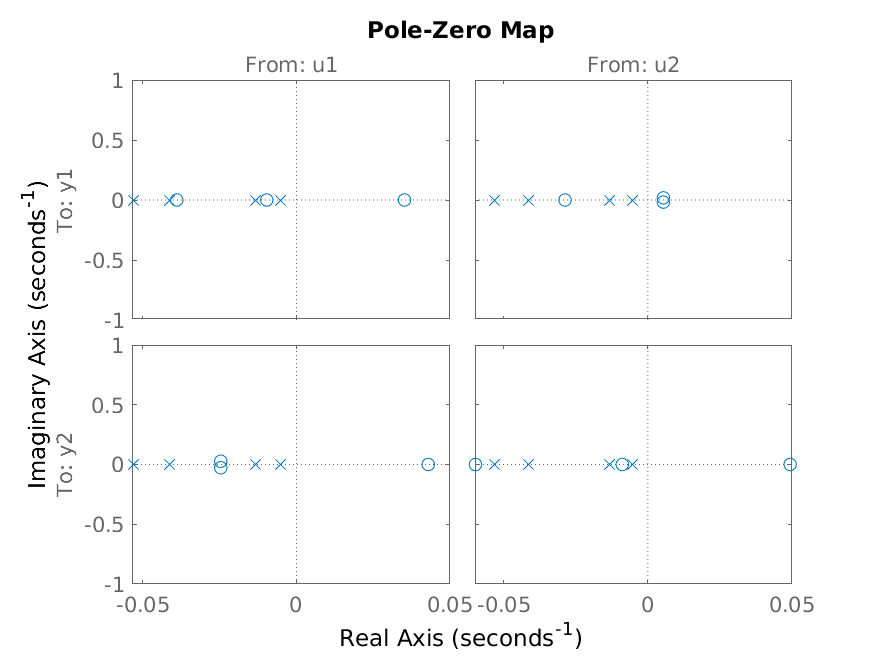 Pole-Zero Map
From: u1
From: u2
To: y1
1
0.5
0
-0.5
-1
To: y2
1
0.5
0
-0.5
-1
-0.05
0
0.05
-0.05
0
0.05
Imaginary Axis (seconds⁻¹)
Real Axis (seconds⁻¹)